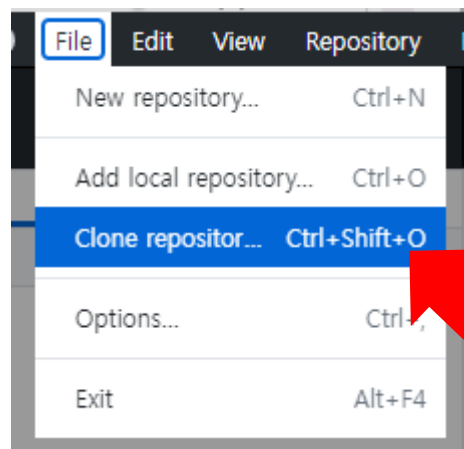 File Edit View Repository
New repository... Ctrl+N
Add local repository... Ctrl+O
Clone repositor... Ctrl+Shift+O
Options... Ctrl+,
Exit Alt+F4